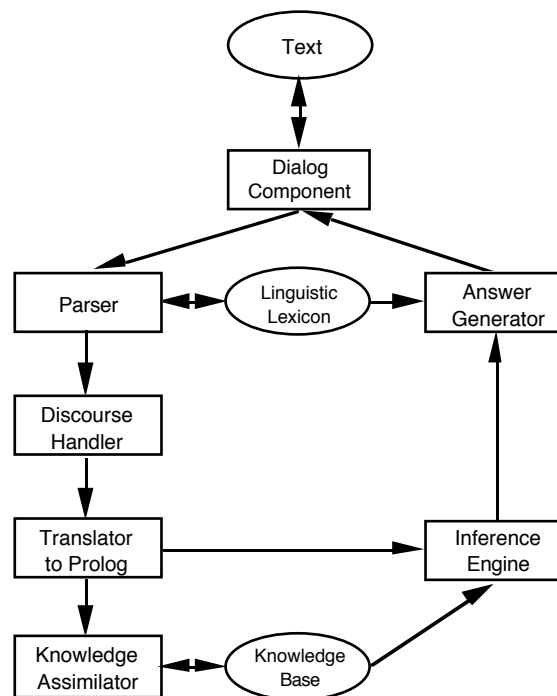 Text
Dialog
Component
Parser
Linguistic
Lexicon
Answer
Generator
Discourse
Handler
Translator
to Prolog
Inference
Engine
Knowledge
Assimilator
Knowledge
Base